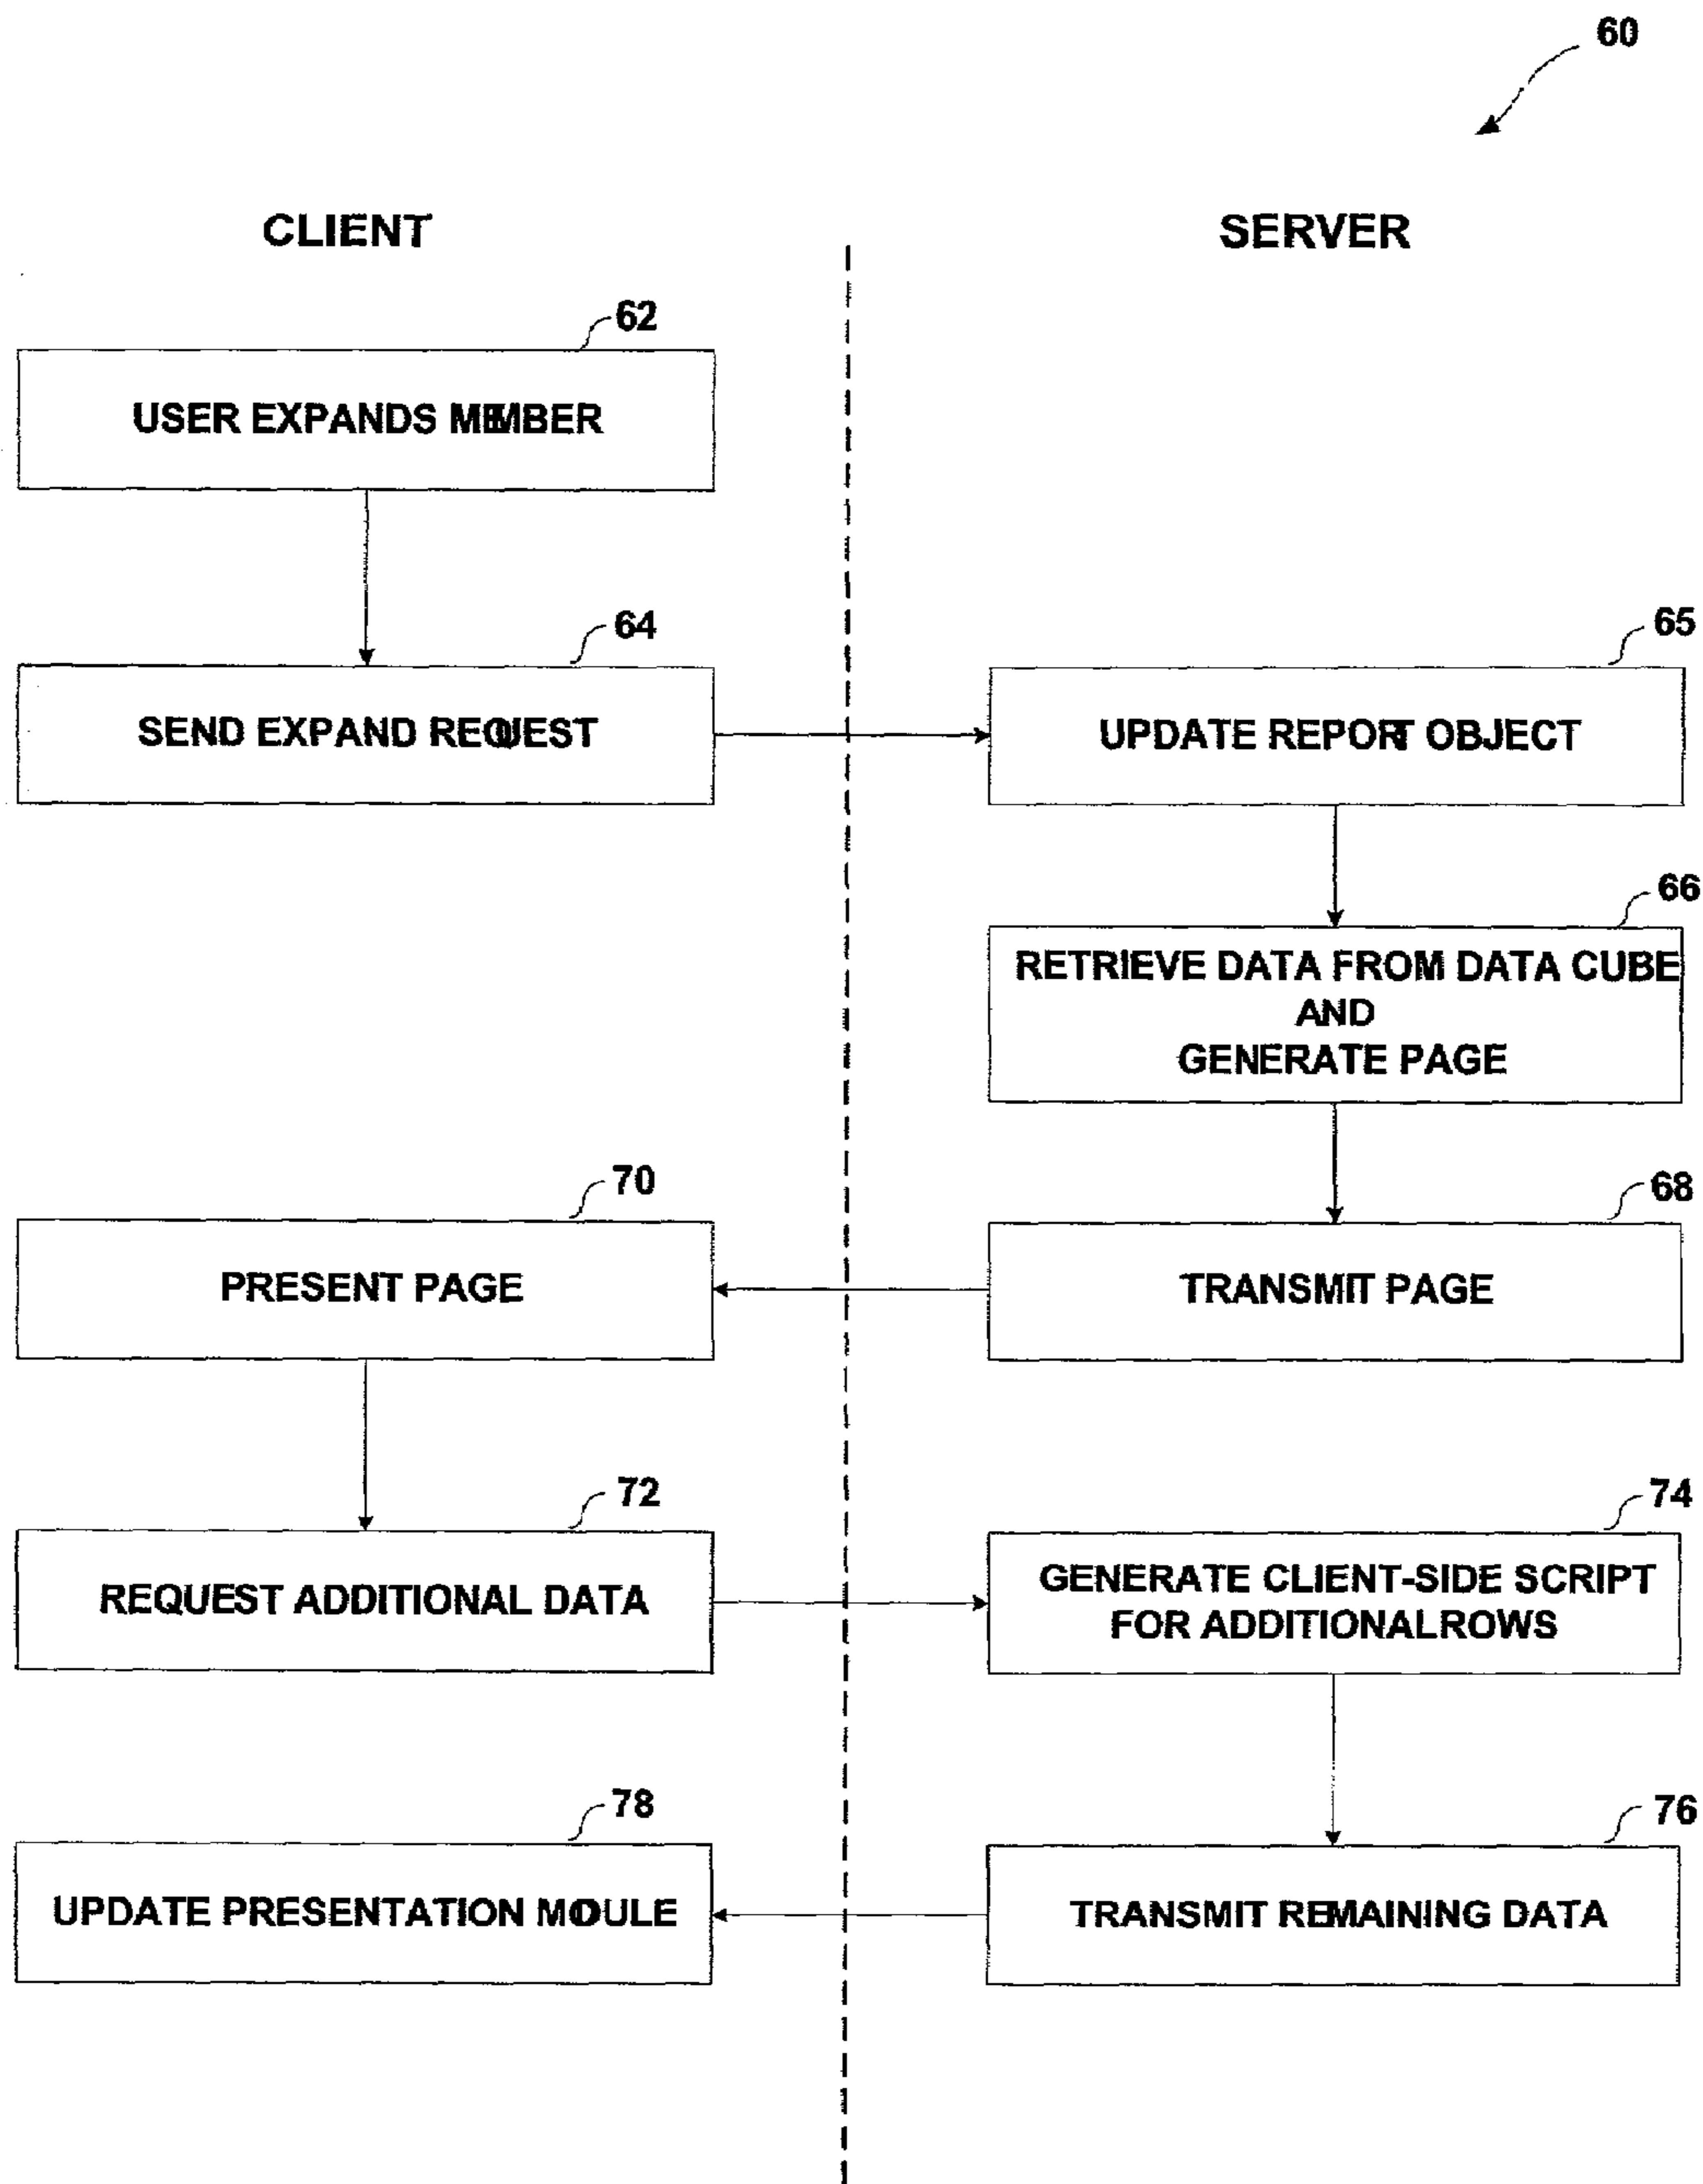 60
CLIENT
SERVER
62
USER EXPANDS MEMBER
64
SEND EXPAND REQUEST
65
UPDATE REPORT OBJECT
66
RETRIEVE DATA FROM DATA CUBE
AND
GENERATE PAGE
70
PRESENT PAGE
68
TRANSMIT PAGE
72
REQUEST ADDITIONAL DATA
74
GENERATE CLIENT-SIDE SCRIPT
FOR ADDITIONALROWS
78
UPDATE PRESENTATION MODULE
76
TRANSMIT REMAINING DATA